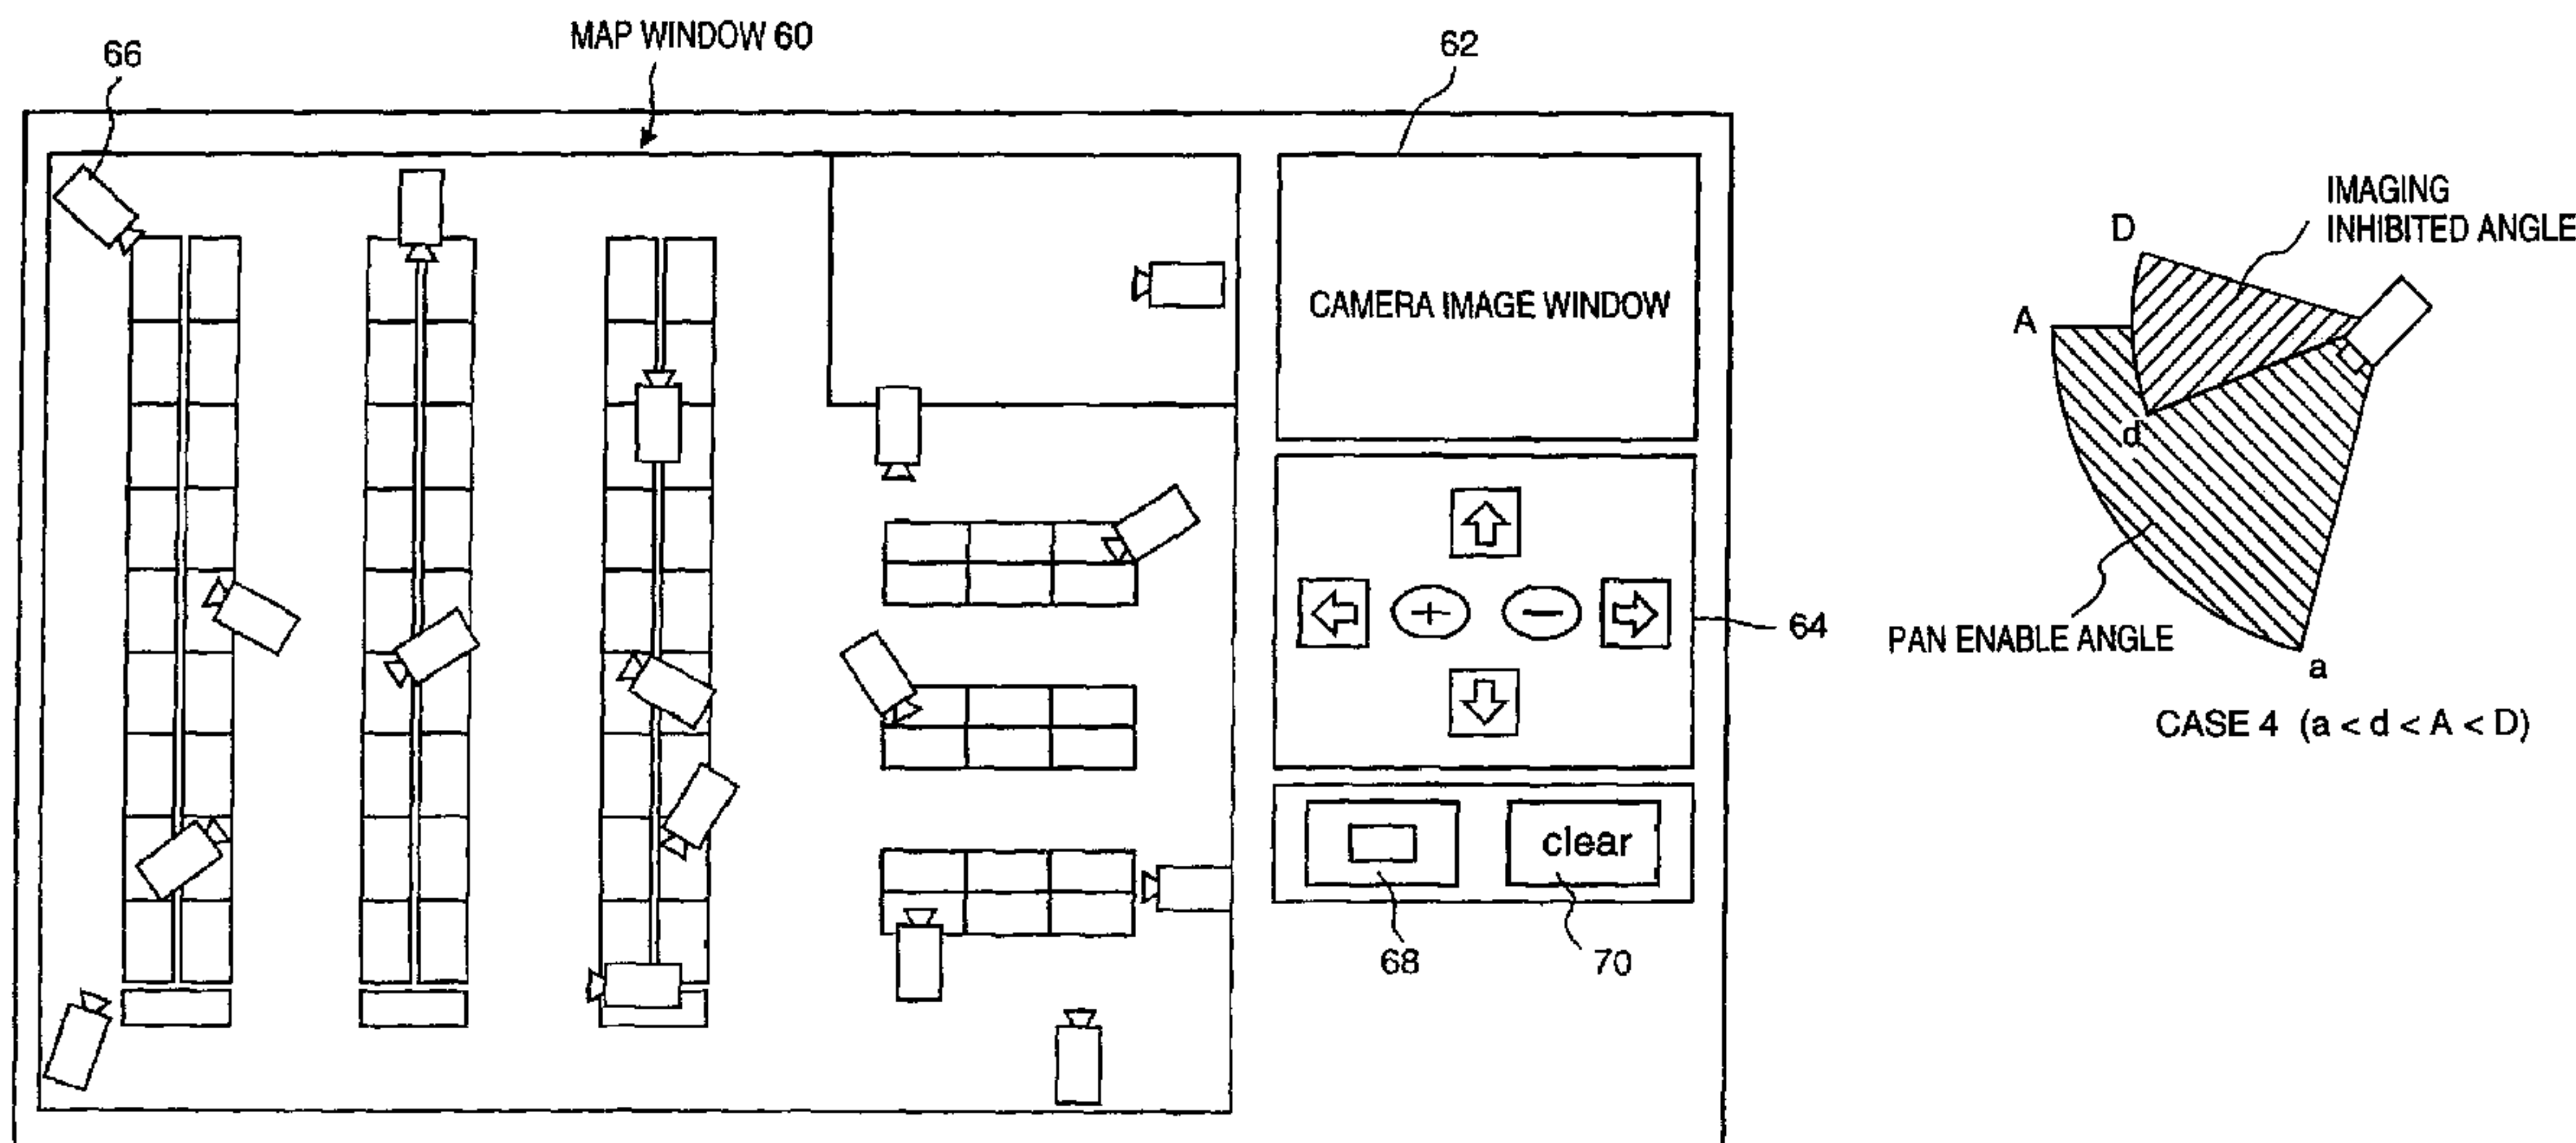 66
MAP WINDOW 60
62
CAMERA IMAGE WINDOW
64
clear
68
70
IMAGING
INHIBITED ANGLE
D
A
d
PAN ENABLE ANGLE
a
CASE 4 (a < d < A < D)